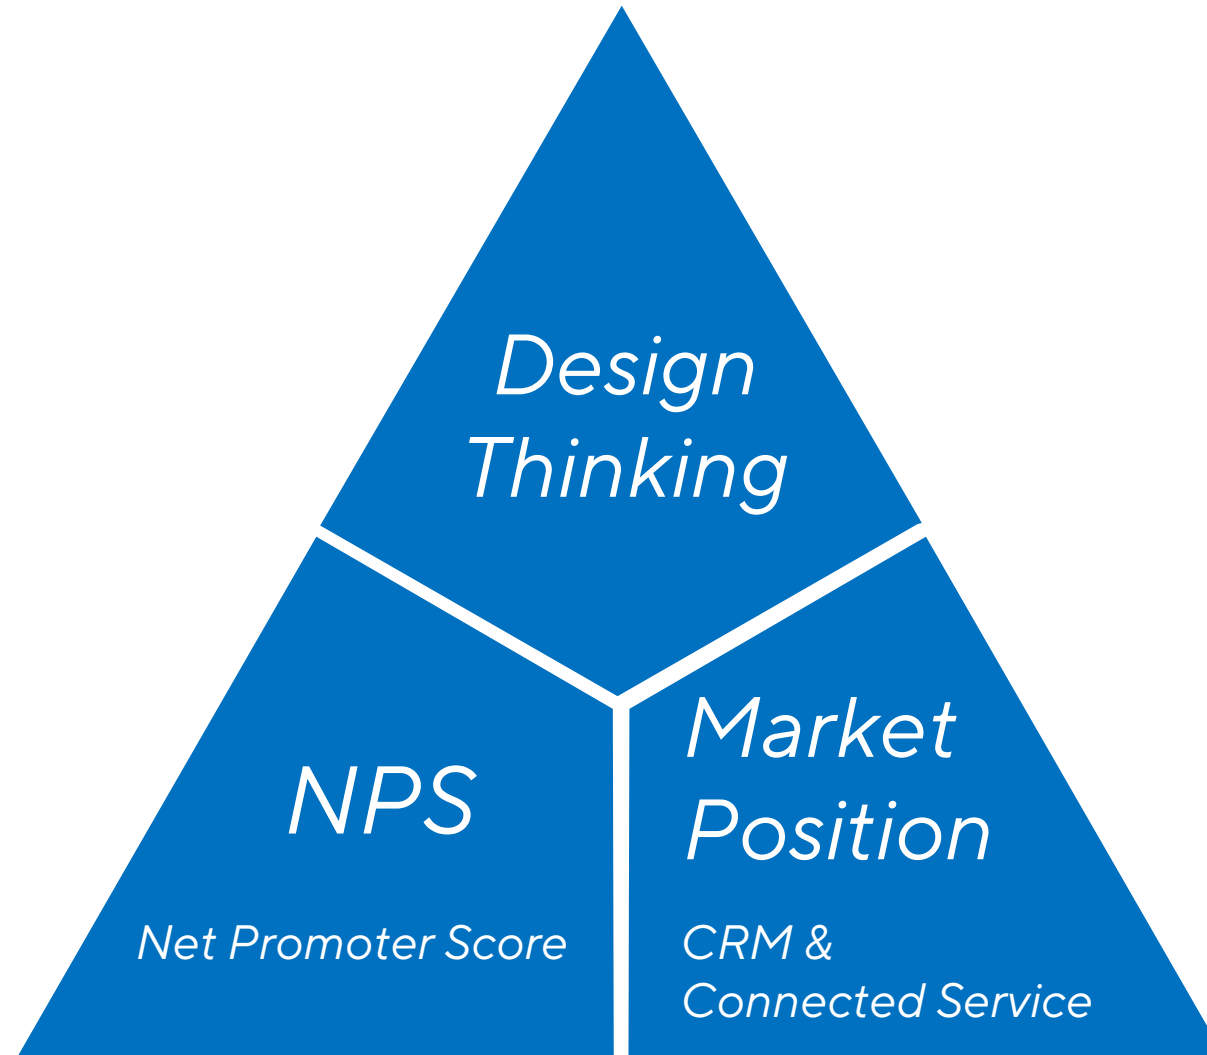 Design
Thinking
NPS
Net Promoter Score
Market
Position
CRM &
Connected Service